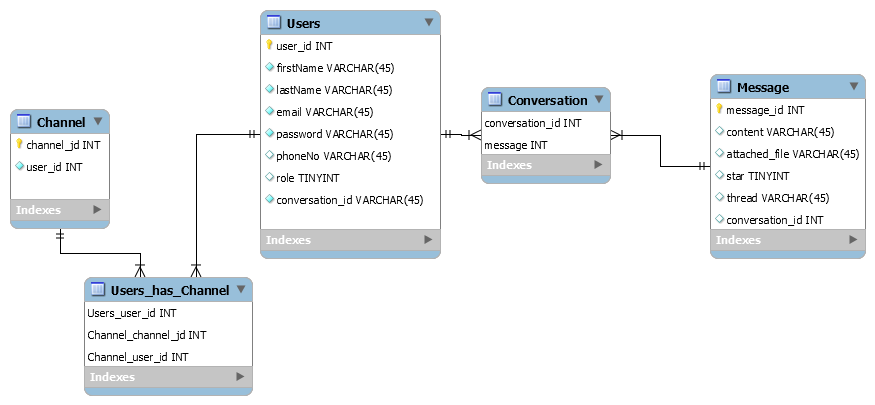 Channel
channel_jd INT
user_id INT
Indexes
Users
user_id INT
firstName VARCHAR(45)
lastName VARCHAR(45)
email VARCHAR(45)
password VARCHAR(45)
phoneNo VARCHAR(45)
role TINYINT
conversation_id VARCHAR(45)
Indexes
Conversation
conversation_id INT
message INT
Indexes
Message
message_id INT
content VARCHAR(45)
attached_file VARCHAR(45)
star TINYINT
thread VARCHAR(45)
conversation_id INT
Indexes
Users_has_Channel
Users_user_id INT
Channel_channel_jd INT
Channel_user_id INT
Indexes